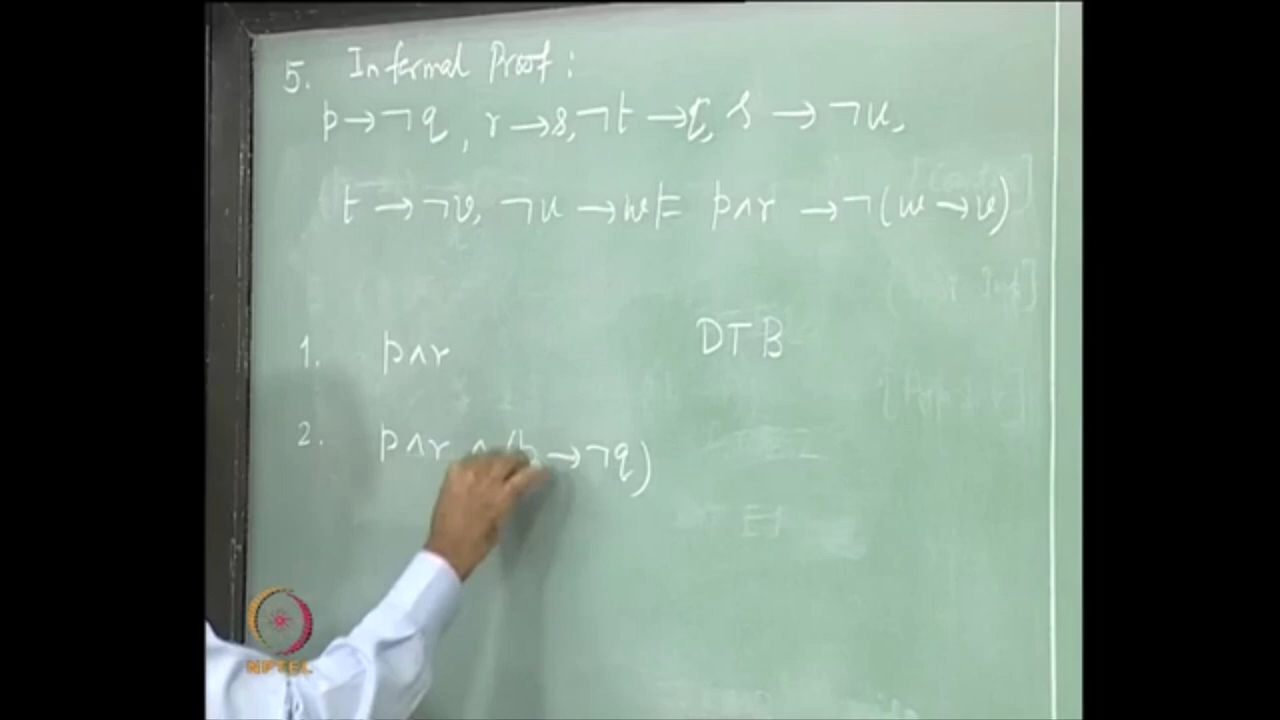 5. Informal Proof:
p → ¬q, r → s, ¬t → q, s → ¬u,
t → ¬v, ¬u → w ⊨ p∧r → ¬(w → v)
1. p∧r DTB
2. p∧r ∧ (p → ¬q)
NPTEL